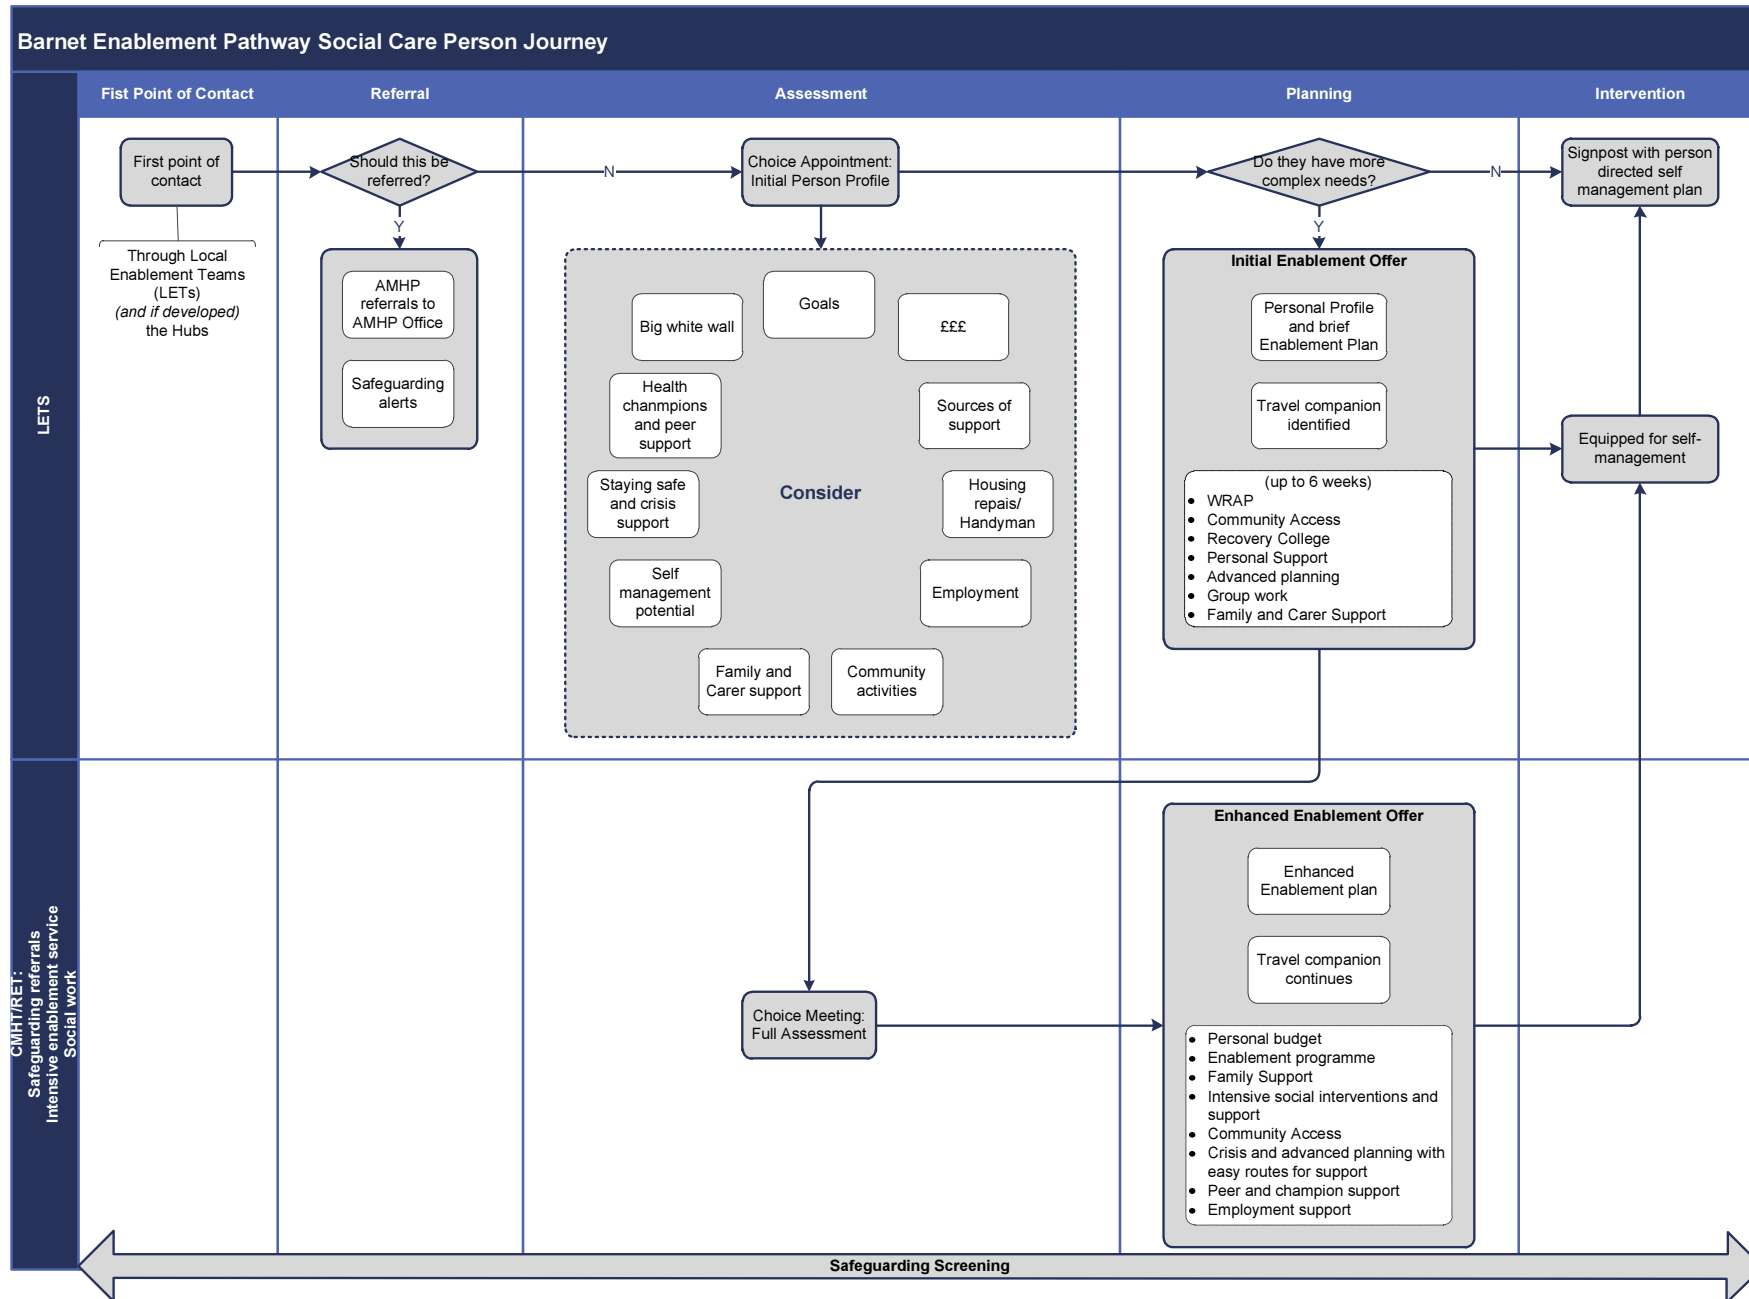 Barnet Enablement Pathway Social Care Person Journey
Fist Point of Contact
Referral
Assessment
Planning
Intervention
LETS
First point of
contact
Through Local
Enablement Teams
(LETs)
(and if developed)
the Hubs
Should this be
referred?
N
Y
AMHP
referrals to
AMHP Office
Safeguarding
alerts
Choice Appointment:
Initial Person Profile
Consider
Goals
Big white wall
£££
Health
chanmpions
and peer
support
Sources of
support
Staying safe
and crisis
support
Housing
repais/
Handyman
Self
management
potential
Employment
Family and
Carer support
Community
activities
Do they have more
complex needs?
N
Y
Initial Enablement Offer
Personal Profile
and brief
Enablement Plan
Travel companion
identified
(up to 6 weeks)
• WRAP
• Community Access
• Recovery College
• Personal Support
• Advanced planning
• Group work
• Family and Carer Support
Signpost with person
directed self
management plan
Equipped for self-
management
CMHT/RET:
Safeguarding referrals
Intensive enablement service
Social work
Choice Meeting:
Full Assessment
Enhanced Enablement Offer
Enhanced
Enablement plan
Travel companion
continues
• Personal budget
• Enablement programme
• Family Support
• Intensive social interventions and
support
• Community Access
• Crisis and advanced planning with
easy routes for support
• Peer and champion support
• Employment support
Safeguarding Screening